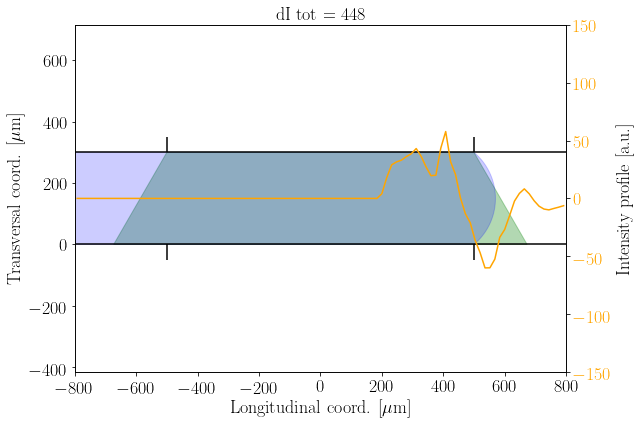 dI tot = 448
Transversal coord. [μm]
600
400
200
0
−200
−400
150
100
50
0
−50
−100
−150
Intensity profile [a.u.]
−800 −600 −400 −200 0 200 400 600 800
Longitudinal coord. [μm]